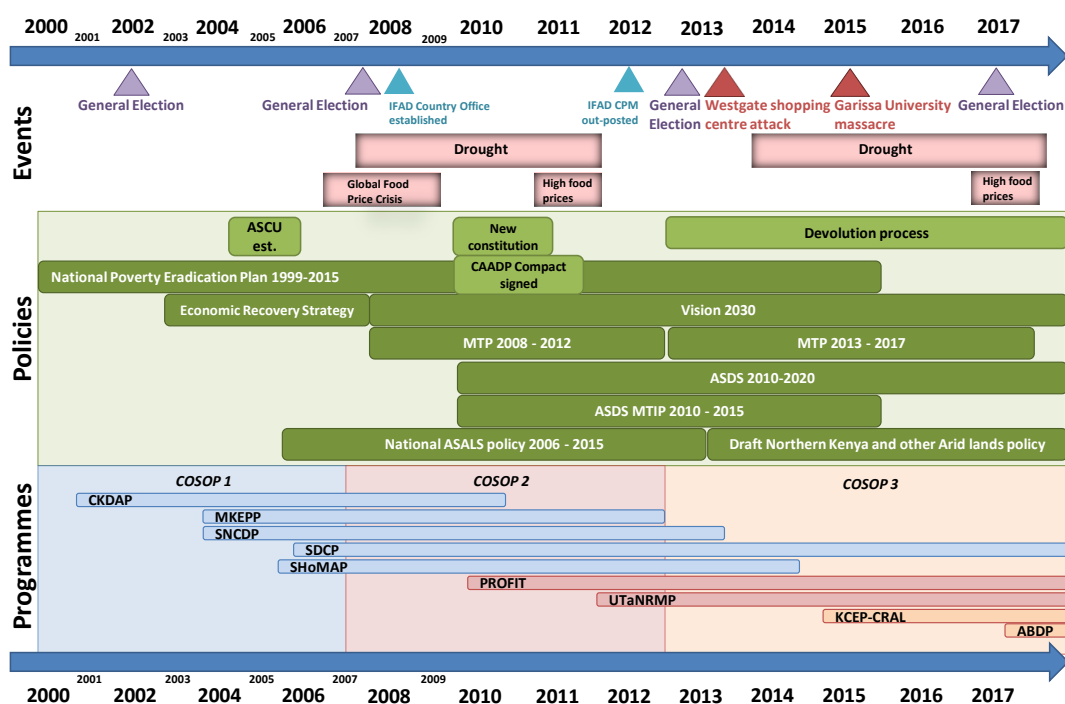 2000 2001 2002 2003 2004 2005 2006 2007 2008 2009 2010 2011 2012 2013 2014 2015 2016 2017
Events
General Election
General Election
IFAD Country Office
established
IFAD CPM
out-posted
General
Election
Westgate shopping
centre attack
Garissa University
massacre
General Election
Drought
Drought
Global Food
Price Crisis
High food
prices
High food
prices
Policies
ASCU
est.
New
constitution
Devolution process
National Poverty Eradication Plan 1999-2015
CAADP Compact
signed
Economic Recovery Strategy
Vision 2030
MTP 2008 - 2012
MTP 2013 - 2017
ASDS 2010-2020
ASDS MTIP 2010 - 2015
National ASALS policy 2006 - 2015
Draft Northern Kenya and other Arid lands policy
Programmes
COSOP 1
COSOP 2
COSOP 3
CKDAP
MKEPP
SNCDP
SDCP
SHoMAP
PROFIT
UTaNRMP
KCEP-CRAL
ABDP
2000 2001 2002 2003 2004 2005 2006 2007 2008 2009 2010 2011 2012 2013 2014 2015 2016 2017